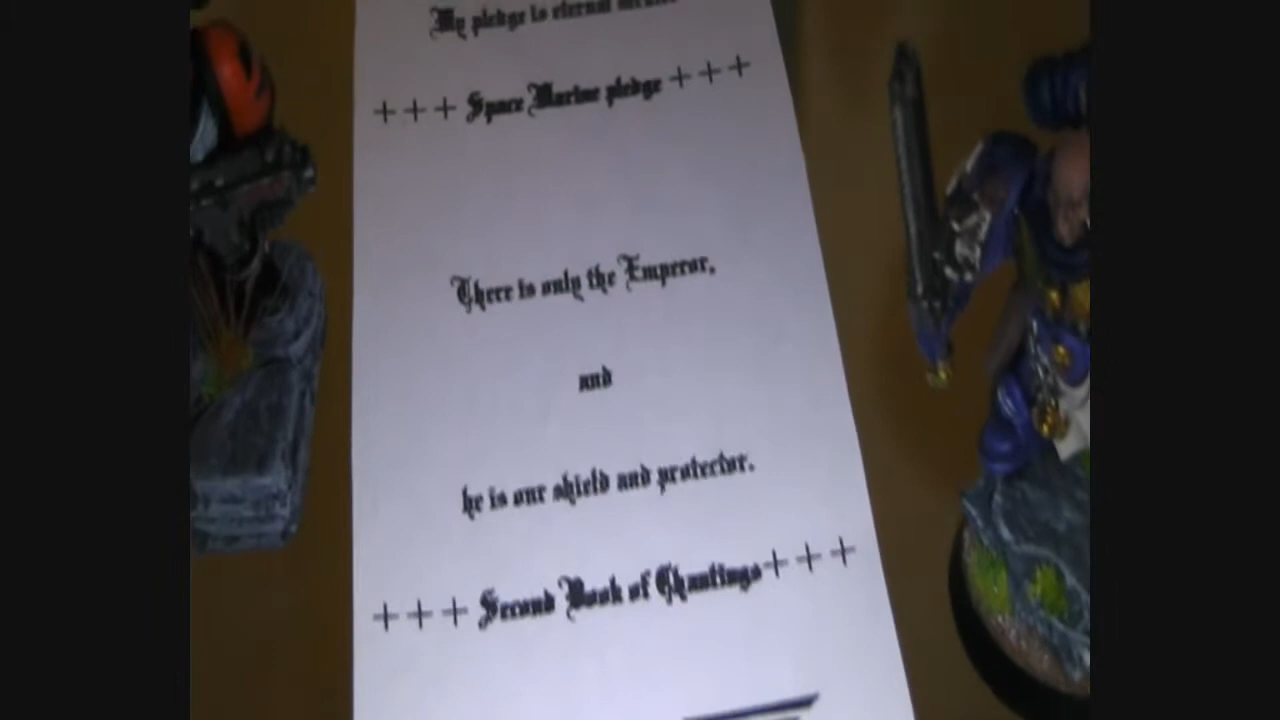 My pledge is eternal
+++ Space Marine pledge +++
There is only the Emperor,
and
he is our shield and protector.
+++ Second Book of Chantings+++